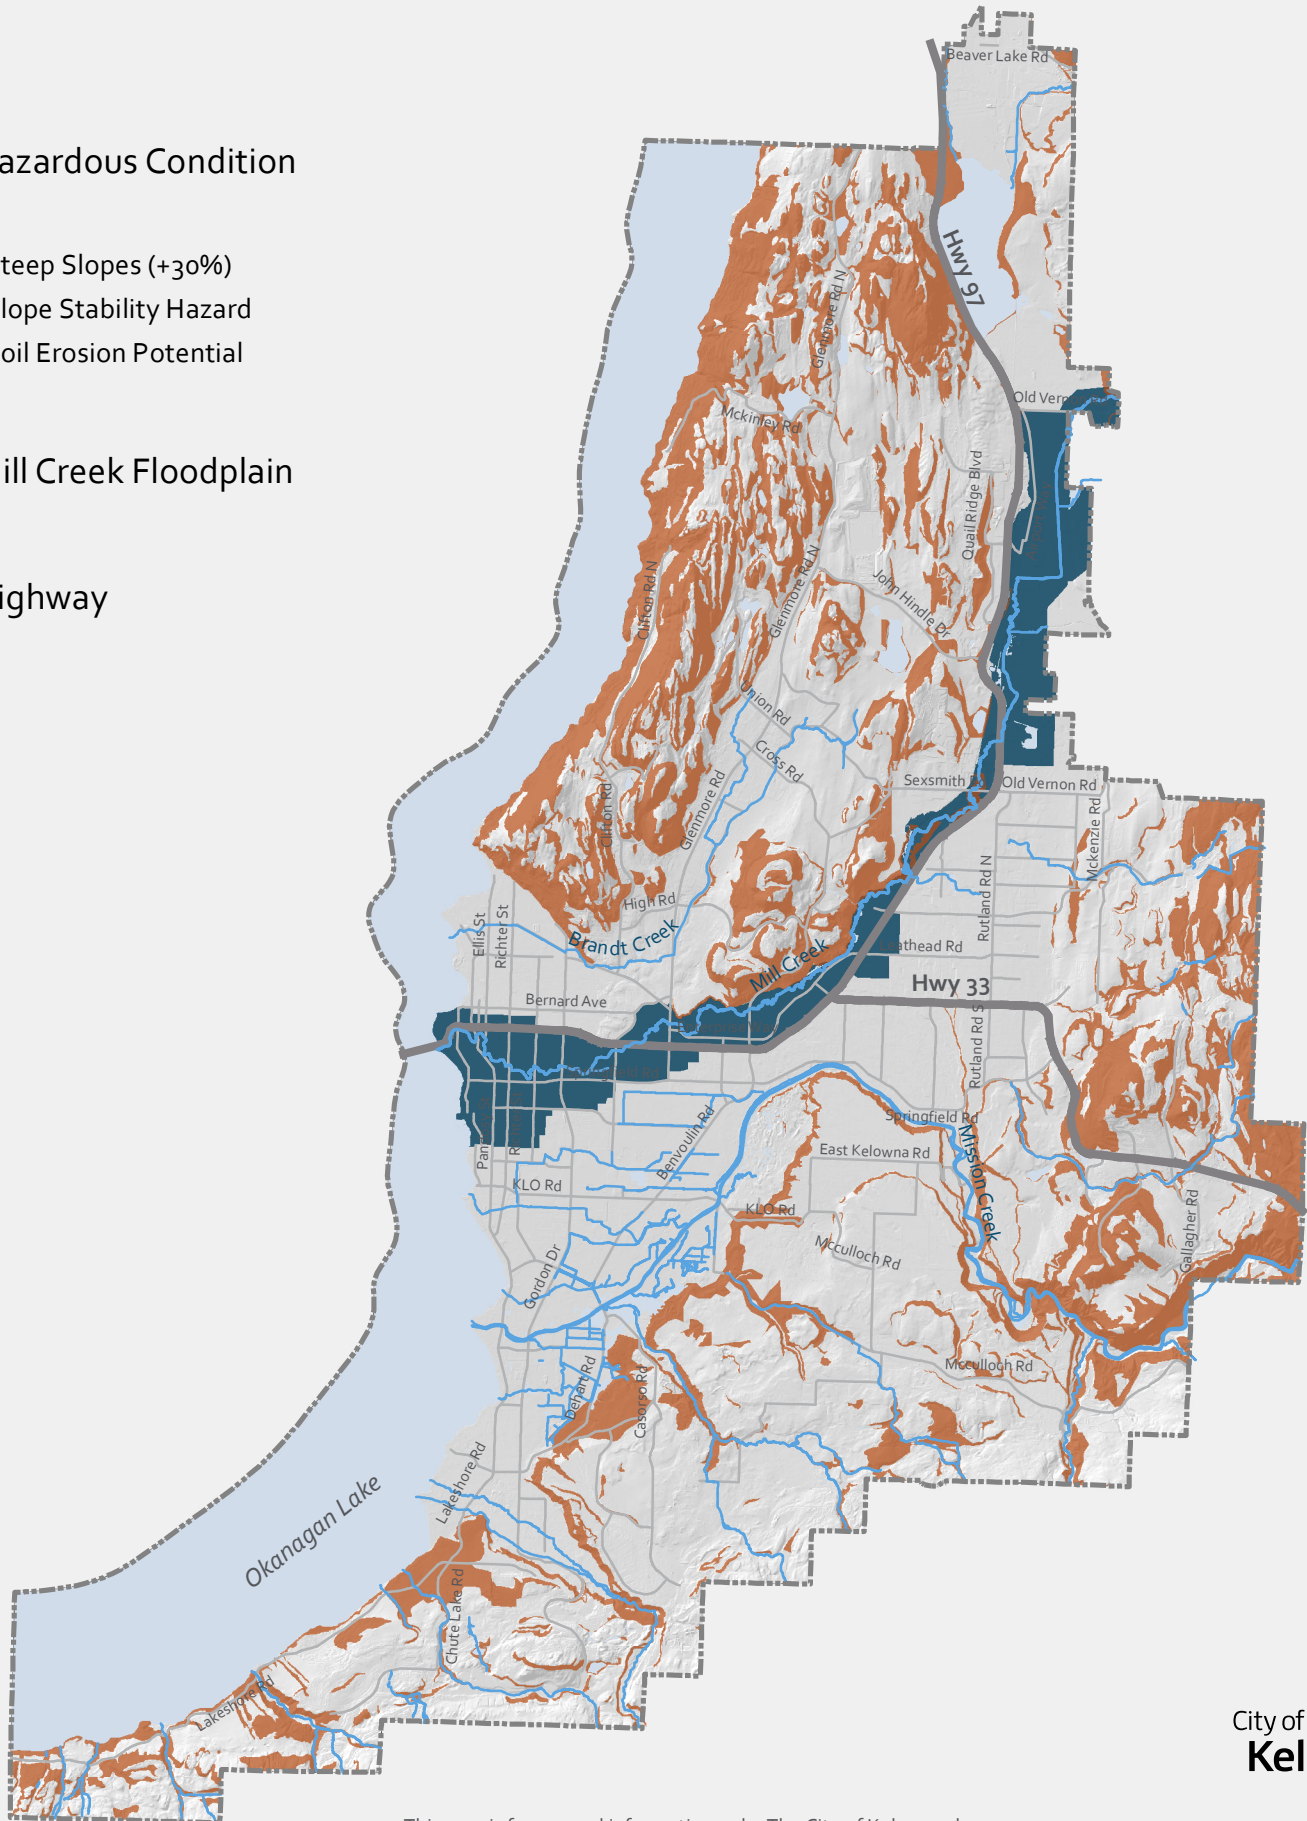 Beaver Lake Rd
azardous Condition
teep Slopes (+30%)
lope Stability Hazard
oil Erosion Potential
ill Creek Floodplain
ighway
Hwy 97
Glenmore Rd N
Old Vern
Mckinley Rd
Quail Ridge Blvd
Clifton Rd N
Glenmore Rd N
John Hindle Dr
Union Rd
Cross Rd
Sexsmith
Old Vernon Rd
Clifton Rd
Glenmore Rd
Mckenzie Rd
Rutland Rd N
High Rd
Ellis St
Richter St
Brandt Creek
Mill Creek
athead Rd
Hwy 33
Bernard Ave
Enterprise Way
Springfield Rd
Rutland Rd S
Springfield Rd
Benvoulin Rd
East Kelowna Rd
Mission Creek
KLO Rd
KLO Rd
Mcculloch Rd
Gallagher Rd
Gordon Dr
Mcculloch Rd
Dehart Rd
Casorso Rd
Lakeshore Rd
Okanagan Lake
Chute Lake Rd
Lakeshore Rd
City of
Kel